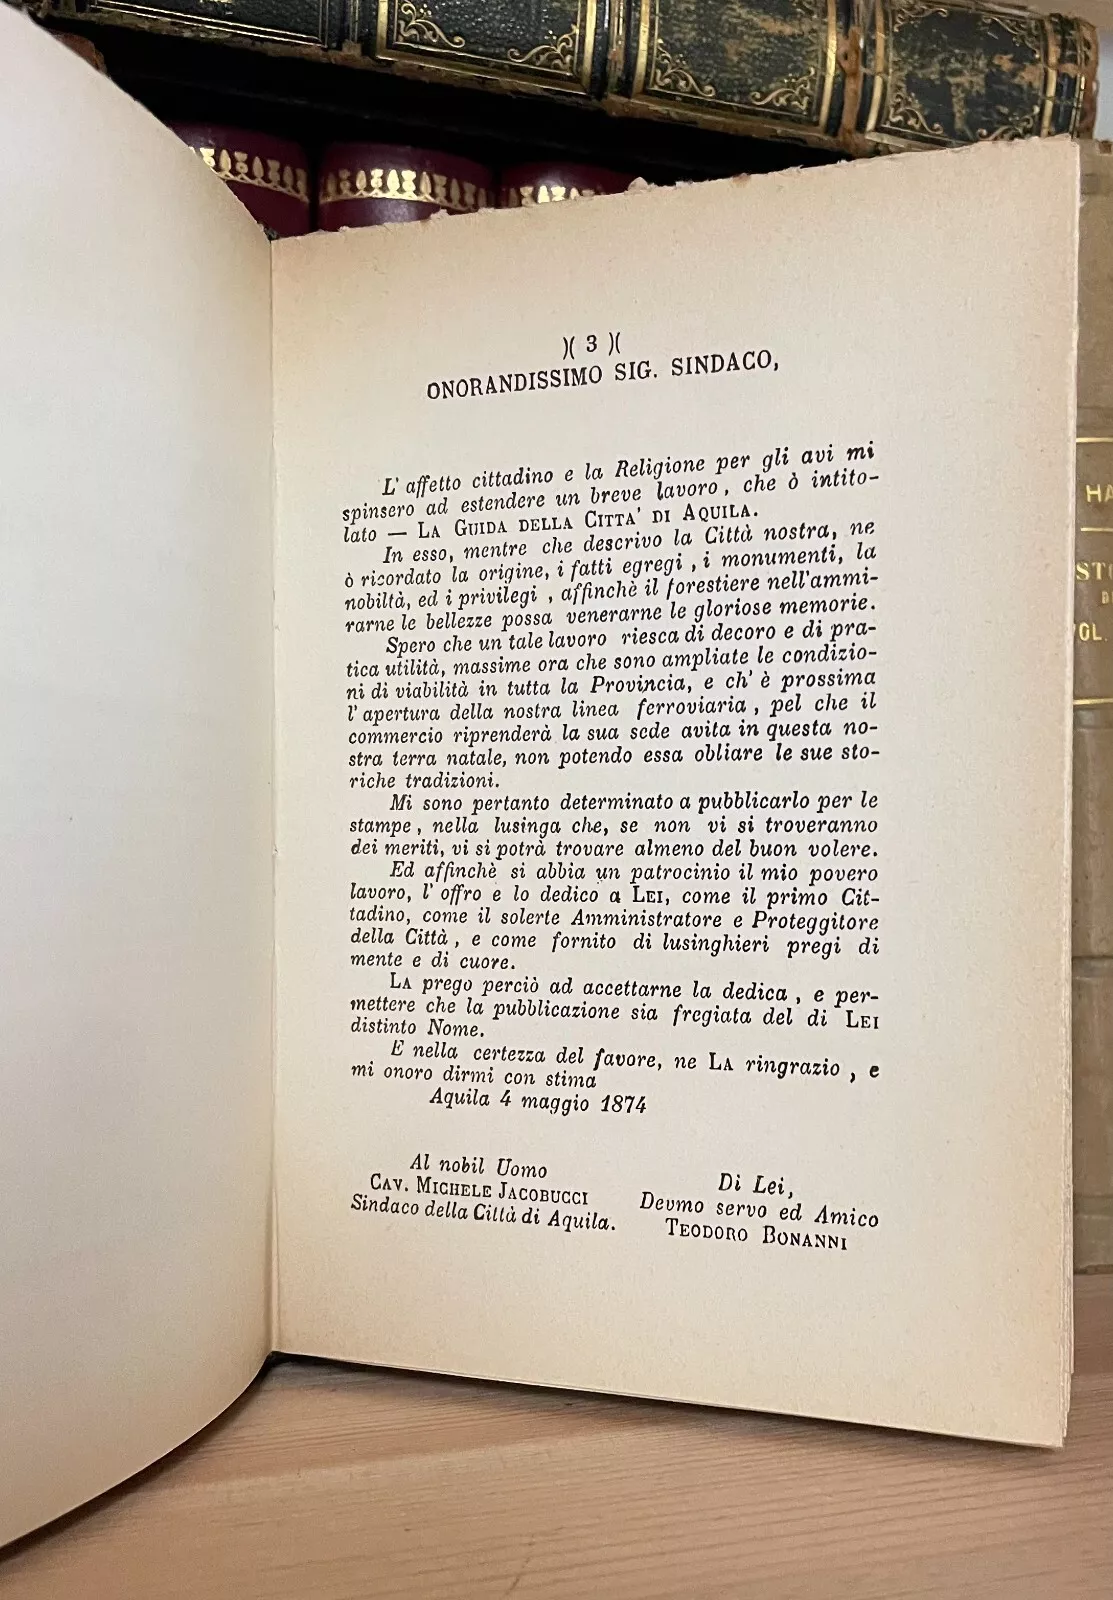 )( 3 )(
ONORANDISSIMO SIG. SINDACO,
L' affetto cittadino e la Religione per gli avi mi
spinsero ad estendere un breve lavoro, che ò intito-
lato — LA GUIDA DELLA CITTA' DI AQUILA.
In esso, mentre che descrivo la Città nostra, ne
ò ricordato la origine, i fatti egregi, i monumenti, la
nobiltà, ed i privilegi, affinchè il forestiere nell'ammi-
rarne le bellezze possa venerarne le gloriose memorie.
Spero che un tale lavoro riesca di decoro e di pra-
tica utilità, massime ora che sono ampliate le condizio-
ni di viabilità in tutta la Provincia, e ch' è prossima
l' apertura della nostra linea ferroviaria, pel che il
commercio riprenderà la sua sede avita in questa no-
stra terra natale, non potendo essa obliare le sue sto-
riche tradizioni.
Mi sono pertanto determinato a pubblicarlo per le
stampe, nella lusinga che, se non vi si troveranno
dei meriti, vi si potrà trovare almeno del buon volere.
Ed affinchè si abbia un patrocinio il mio povero
lavoro, l' offro e lo dedico a LEI, come il primo Cit-
tadino, come il solerte Amministratore e Proteggitore
della Città, e come fornito di lusinghieri pregi di
mente e di cuore.
LA prego perciò ad accettarne la dedica, e per-
mettere che la pubblicazione sia fregiata del di LEI
distinto Nome.
E nella certezza del favore, ne LA ringrazio, e
mi onoro dirmi con stima
Aquila 4 maggio 1874
Al nobil Uomo
CAV. MICHELE JACOBUCCI
Sindaco della Città di Aquila.
Di Lei,
Devmo servo ed Amico
TEODORO BONANNI
HA
STO
VOL.